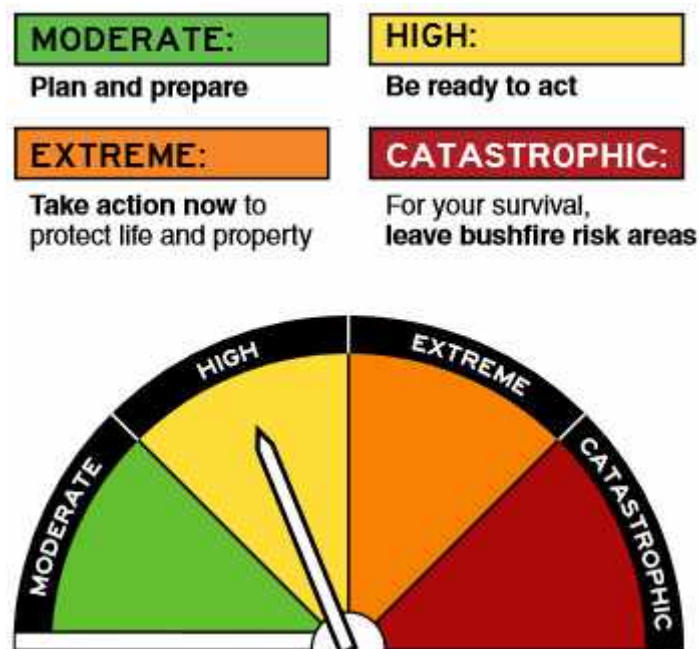 MODERATE:
Plan and prepare
HIGH:
Be ready to act
EXTREME:
Take action now to
protect life and property
CATASTROPHIC:
For your survival,
leave bushfire risk areas
MODERATE
HIGH
EXTREME
CATASTROPHIC